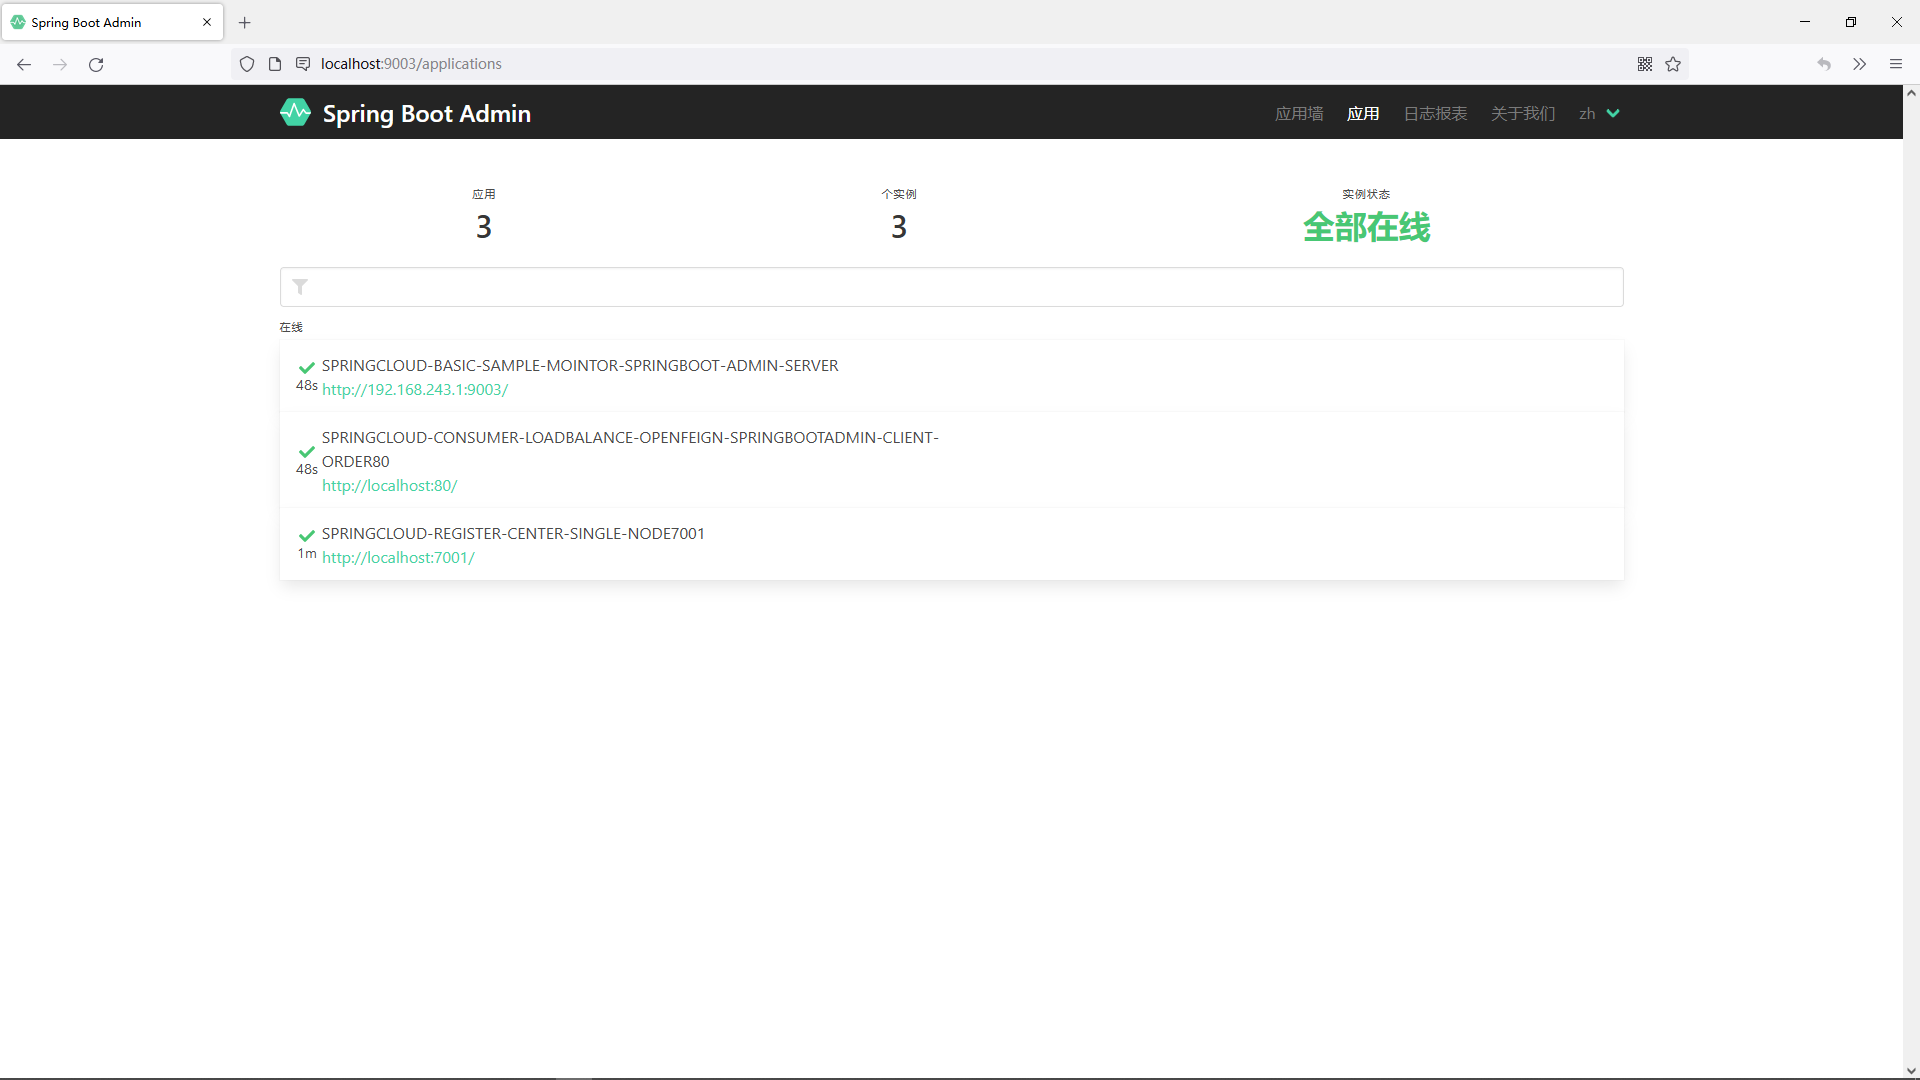 Spring Boot Admin
localhost:9003/applications
Spring Boot Admin
应用墙 应用 日志报表 关于我们 zh
应用
3
个实例
3
实例状态
全部在线
在线
SPRINGCLOUD-BASIC-SAMPLE-MOINTOR-SPRINGBOOT-ADMIN-SERVER
48s http://192.168.243.1:9003/
SPRINGCLOUD-CONSUMER-LOADBALANCE-OPENFEIGN-SPRINGBOOTADMIN-CLIENT-
48s ORDER80
http://localhost:80/
SPRINGCLOUD-REGISTER-CENTER-SINGLE-NODE7001
1m http://localhost:7001/